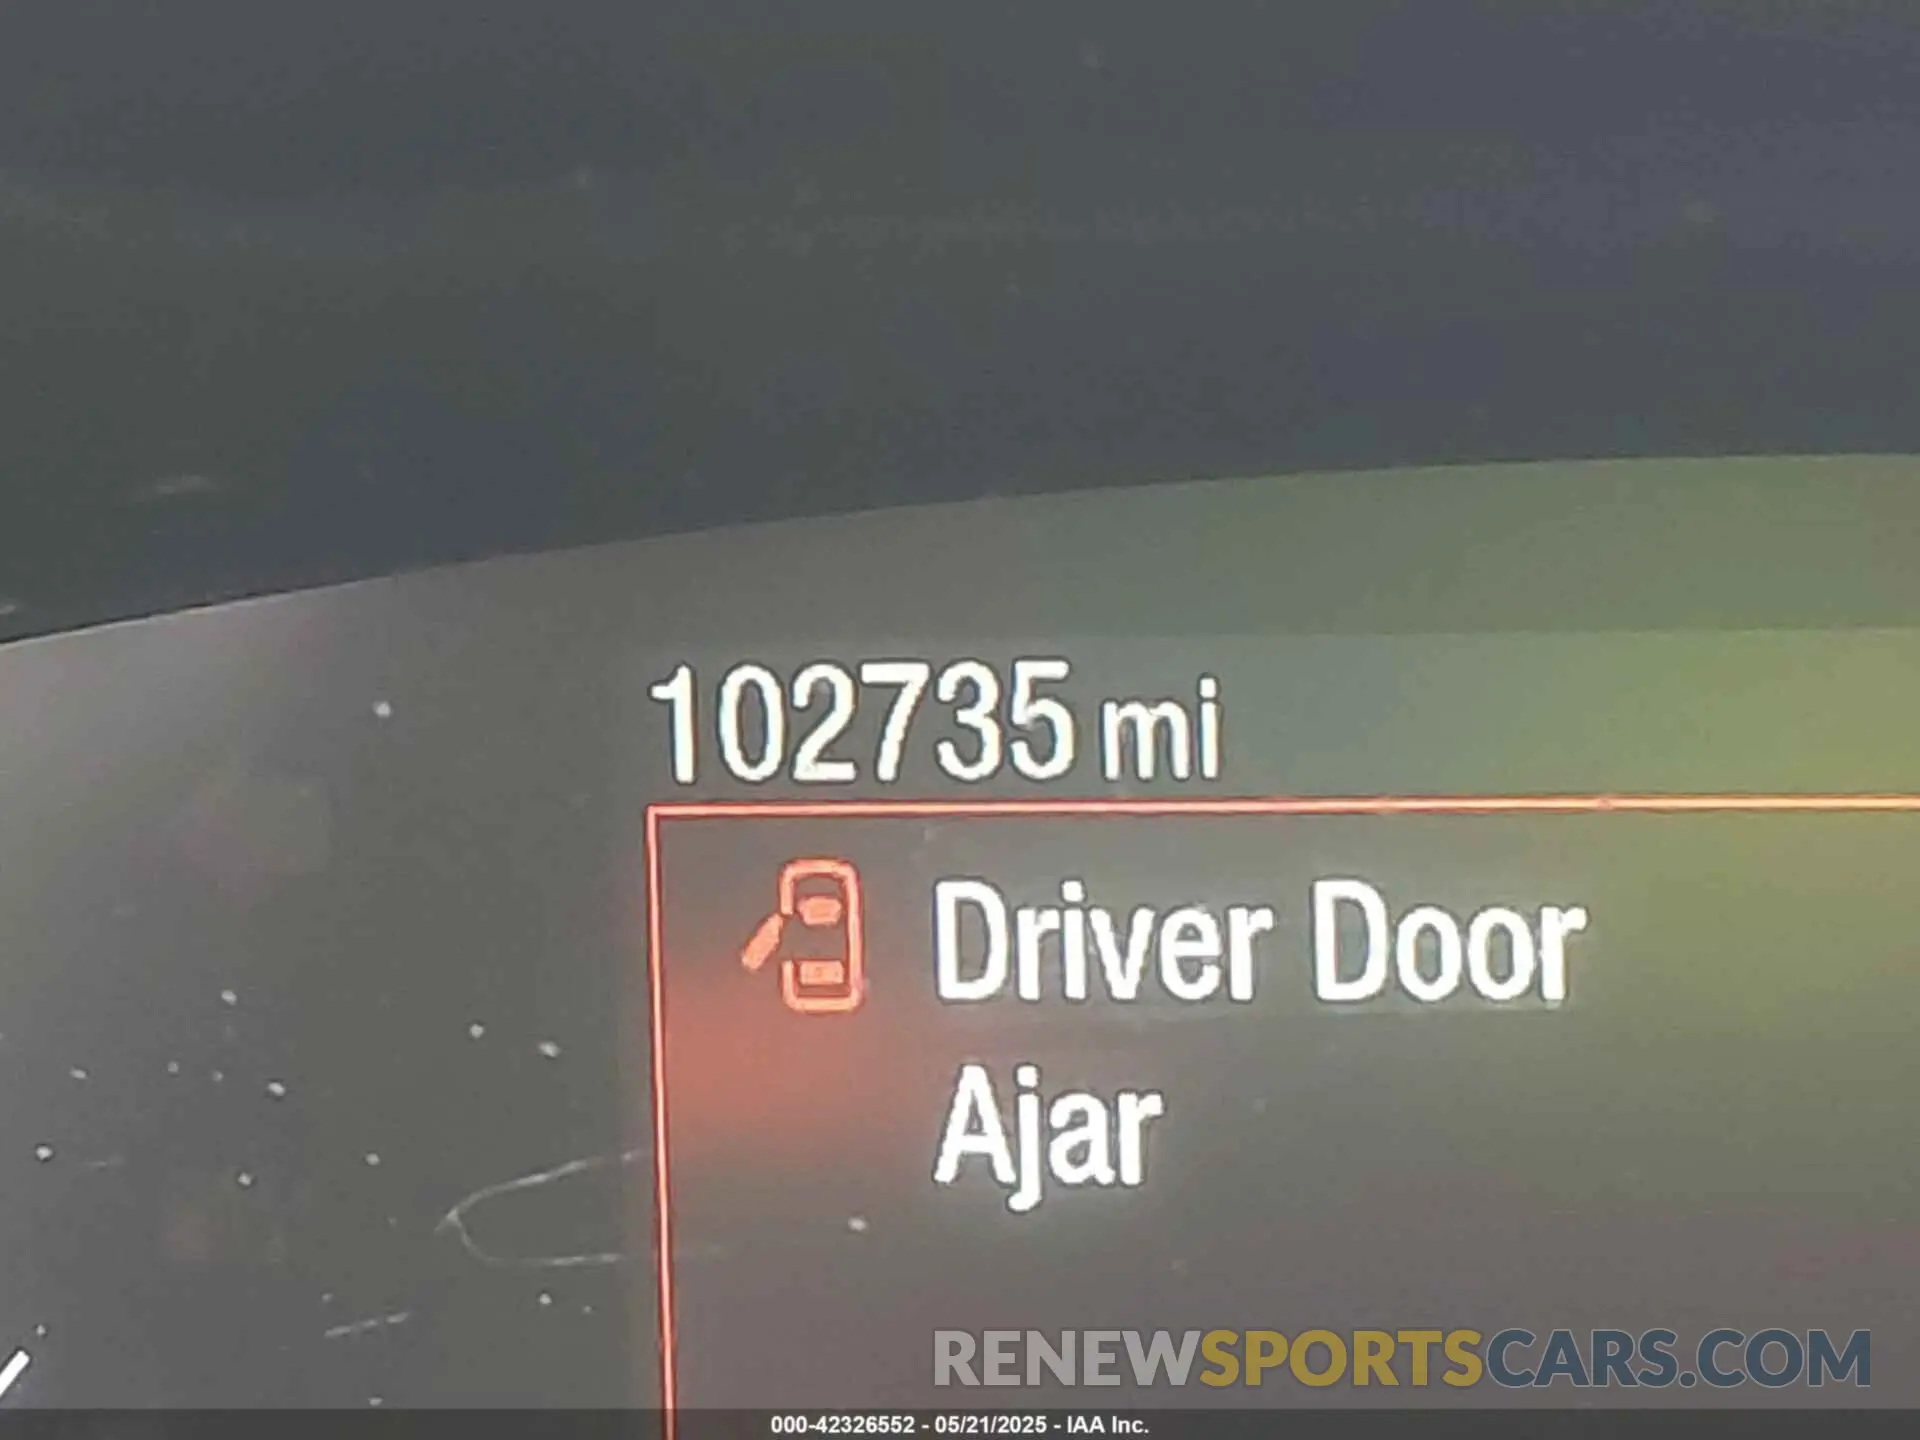 102735 mi
Driver Door
Ajar
RENEWSPORTSCARS.COM
000-42326552 - 05/21/2025 - IAA Inc.